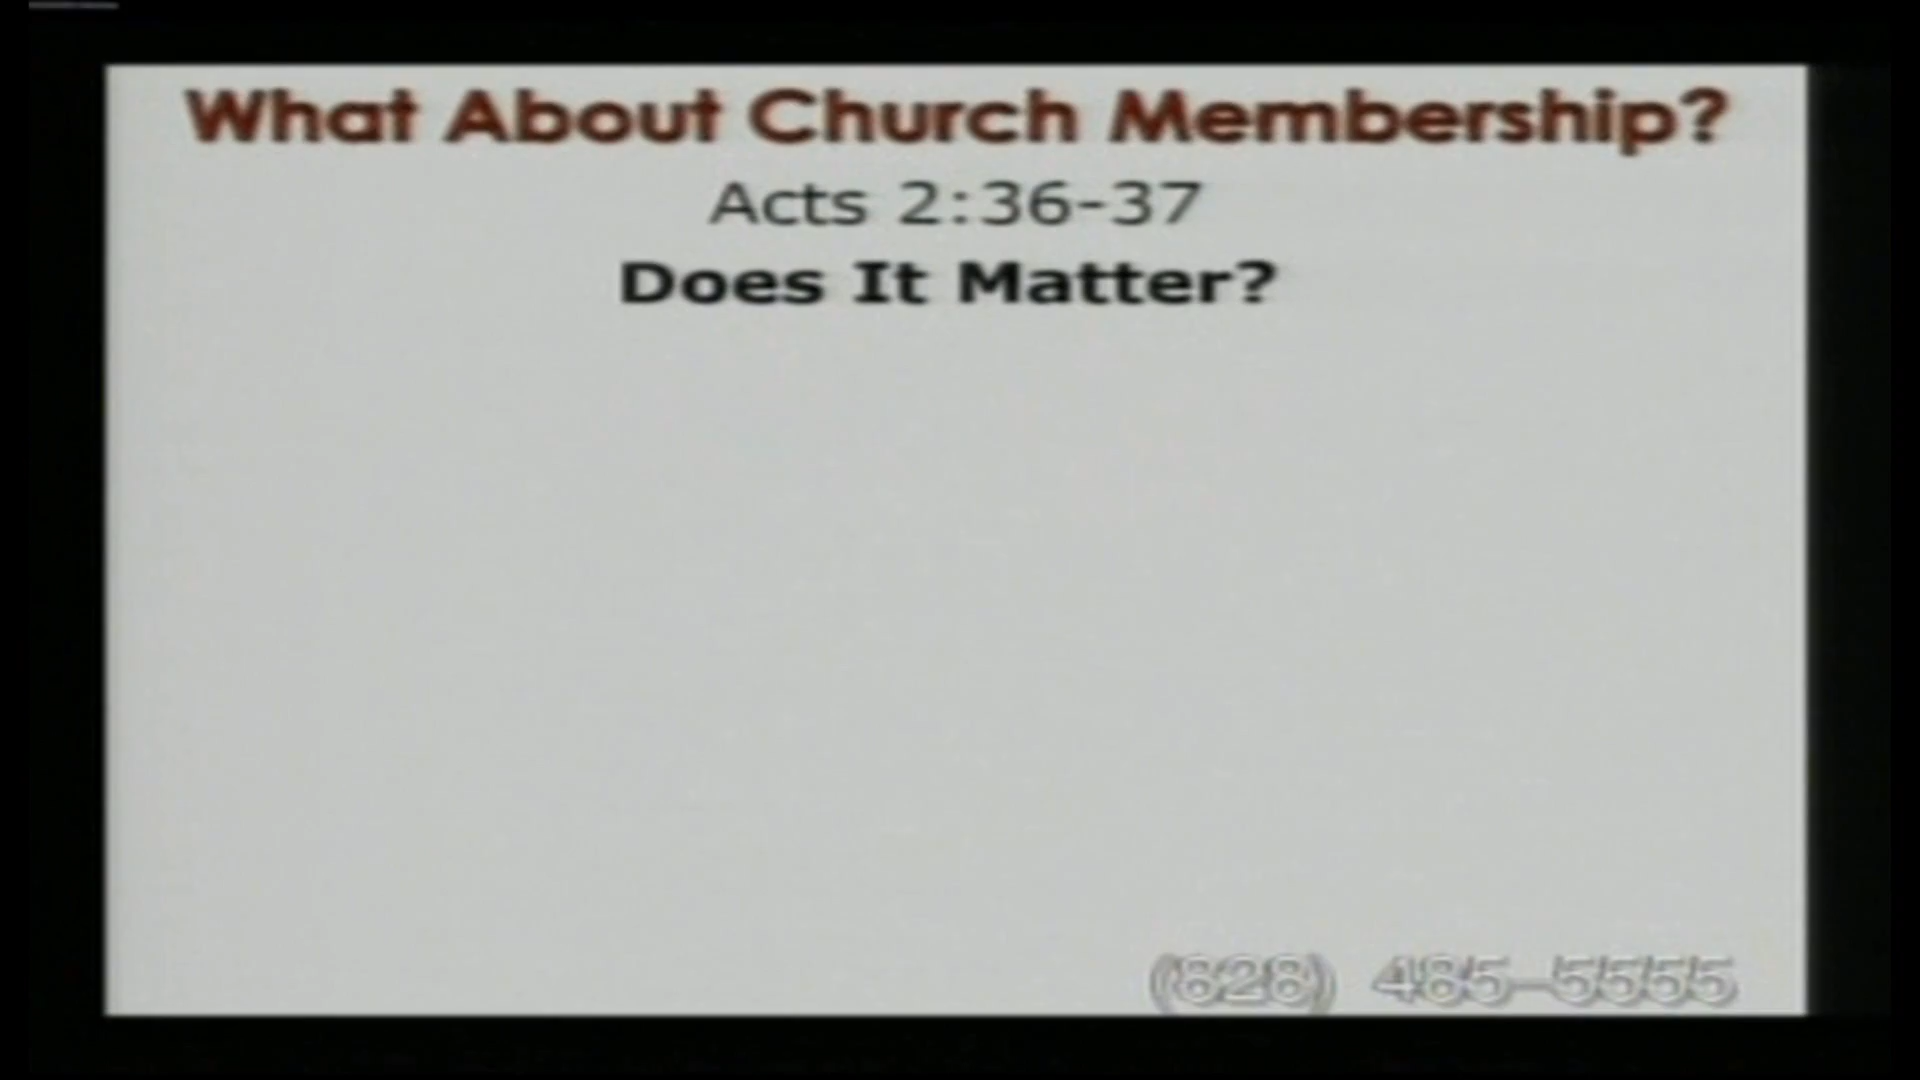 What About Church Membership?
Acts 2:36-37
Does It Matter?
(828) 485-5555